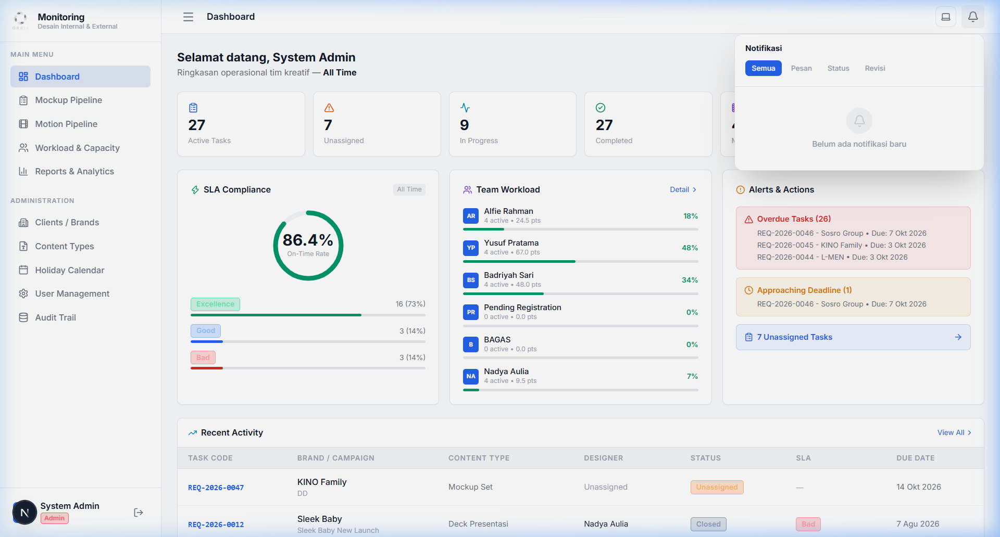 Monitoring
Desain Internal & External
MAIN MENU
Dashboard
Mockup Pipeline
Motion Pipeline
Workload & Capacity
Reports & Analytics
ADMINISTRATION
Clients / Brands
Content Types
Holiday Calendar
User Management
Audit Trail
N
System Admin
Admin
Dashboard
Selamat datang, System Admin
Ringkasan operasional tim kreatif — All Time
27
Active Tasks
7
Unassigned
9
In Progress
27
Completed
Notifikasi
Semua Pesan Status Revisi
Belum ada notifikasi baru
SLA Compliance
All Time
86.4%
On-Time Rate
Excellence 16 (73%)
Good 3 (14%)
Bad 3 (14%)
Team Workload
Detail
AR Alfie Rahman 18%
4 active • 24.5 pts
YP Yusuf Pratama 48%
4 active • 67.0 pts
BS Badriyah Sari 34%
4 active • 48.0 pts
PR Pending Registration 0%
0 active • 0.0 pts
B BAGAS 0%
0 active • 0.0 pts
NA Nadya Aulia 7%
4 active • 9.5 pts
Alerts & Actions
Overdue Tasks (26)
REQ-2026-0046 - Sosro Group • Due: 7 Okt 2026
REQ-2026-0045 - KINO Family • Due: 3 Okt 2026
REQ-2026-0044 - L-MEN • Due: 3 Okt 2026
Approaching Deadline (1)
REQ-2026-0046 - Sosro Group • Due: 7 Okt 2026
7 Unassigned Tasks
Recent Activity
View All
TASK CODE BRAND / CAMPAIGN CONTENT TYPE DESIGNER STATUS SLA DUE DATE
REQ-2026-0047 KINO Family Mockup Set Unassigned Unassigned — 14 Okt 2026
DD
REQ-2026-0012 Sleek Baby Deck Presentasi Nadya Aulia Closed Bad 7 Agu 2026
Sleek Baby New Launch